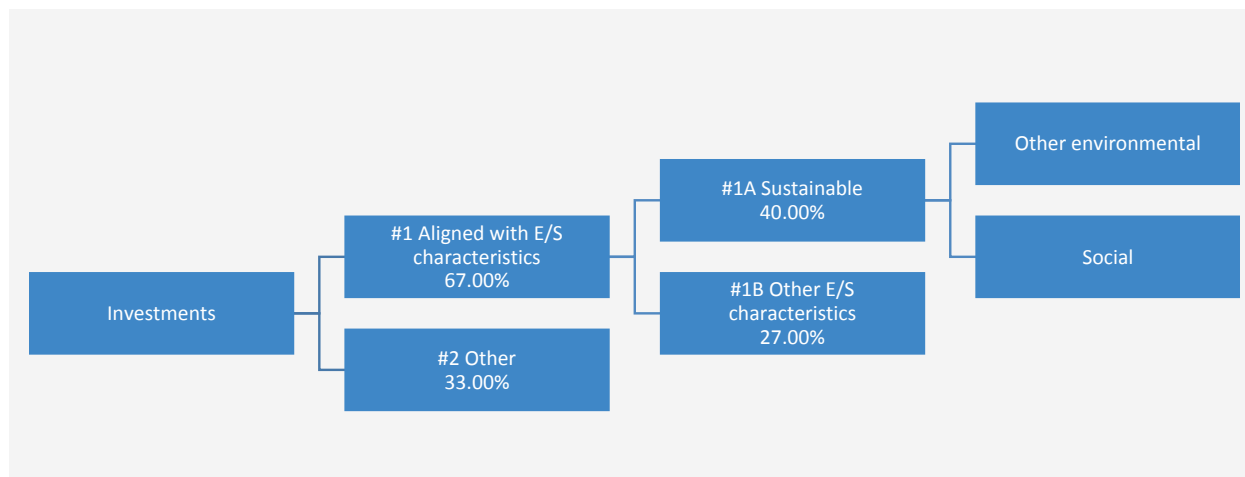 Investments
#1 Aligned with E/S
characteristics
67.00%
#2 Other
33.00%
#1A Sustainable
40.00%
#1B Other E/S
characteristics
27.00%
Other environmental
Social